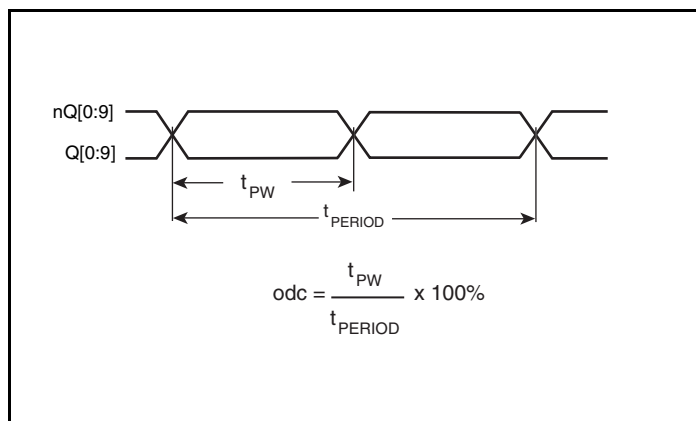 nQ[0:9]
Q[0:9]
tPW
tPERIOD
odc = tPW / tPERIOD x 100%